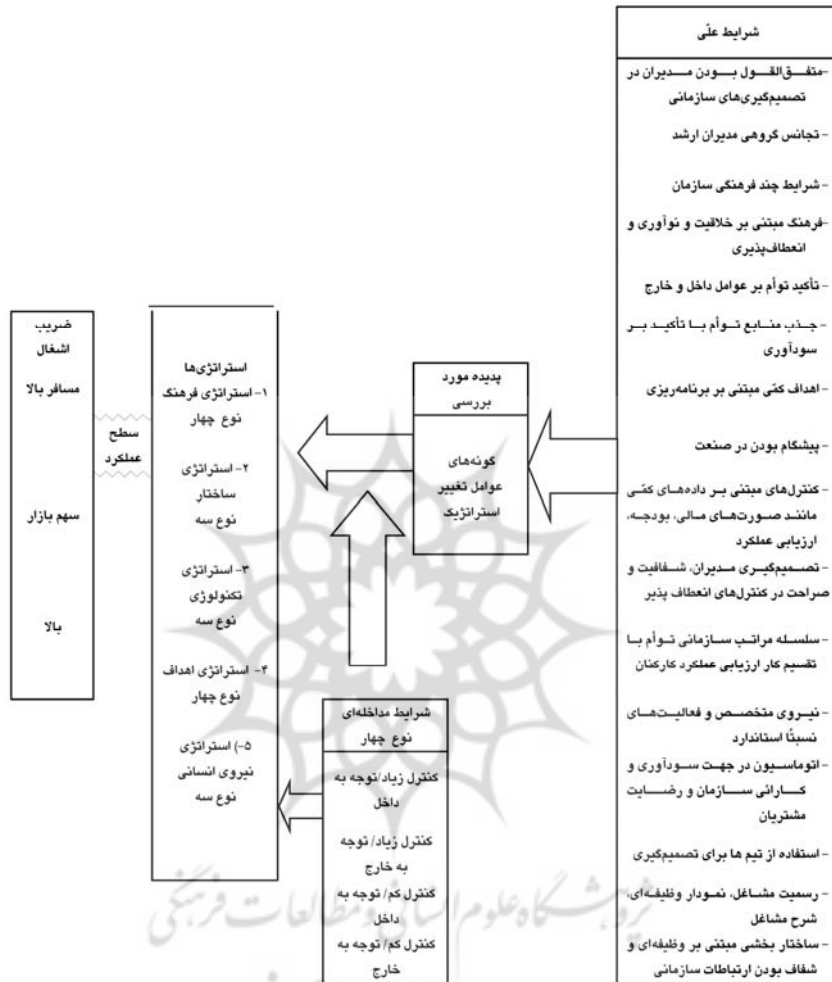 شرایط علّی
-متفق‌القول بودن مدیران در
تصمیم‌گیری‌های سازمانی
- تجانس گروهی مدیران ارشد
- شرایط چند فرهنگی سازمان
-فرهنگ مبتنی بر خلاقیت و نوآوری و
انعطاف‌پذیری
- تأکید توأم بر عوامل داخل و خارج
- جذب منابع توأم با تأکید بر
سودآوری
- اهداف کمّی مبتنی بر برنامه‌ریزی
- پیشگام بودن در صنعت
- کنترل‌های مبتنی بر داده‌های کمّی
مانند صورت‌های مالی، بودجه،
ارزیابی عملکرد
- تصمیم‌گیری مدیران، شفافیت و
صراحت در کنترل‌های انعطاف پذیر
- سلسله مراتب سازمانی توأم با
تقسیم کار ارزیابی عملکرد کارکنان
- نیروی متخصص و فعالیت‌های
نسبتًا استاندارد
- اتوماسیون در جهت سودآوری و
کارائی سازمان و رضایت
مشتریان
- استفاده از تیم ها برای تصمیم‌گیری
- رسمیت مشاغل، نمودار وظیفه‌ای،
شرح مشاغل
- ساختار بخشی مبتنی بر وظیفه‌ای و
شفاف بودن ارتباطات سازمانی
پدیده مورد
بررسی
گونه‌های
عوامل تغییر
استراتژیک
شرایط مداخله‌ای
نوع چهار
کنترل زیاد/توجه به
داخل
کنترل زیاد/ توجه
به خارج
کنترل کم/ توجه به
داخل
کنترل کم/ توجه به
خارج
استراتژی‌ها
۱- استراتژی فرهنگ
نوع چهار
۲- استراتژی
ساختار
نوع سه
۳- استراتژی
تکنولوژی
نوع سه
۴- استراتژی اهداف
نوع چهار
۵-) استراتژی
نیروی انسانی
نوع سه
سطح
عملکرد
ضریب
اشغال
مسافر بالا
سهم بازار
بالا
پژوهشگاه علوم انسانی و مطالعات فرهنگی